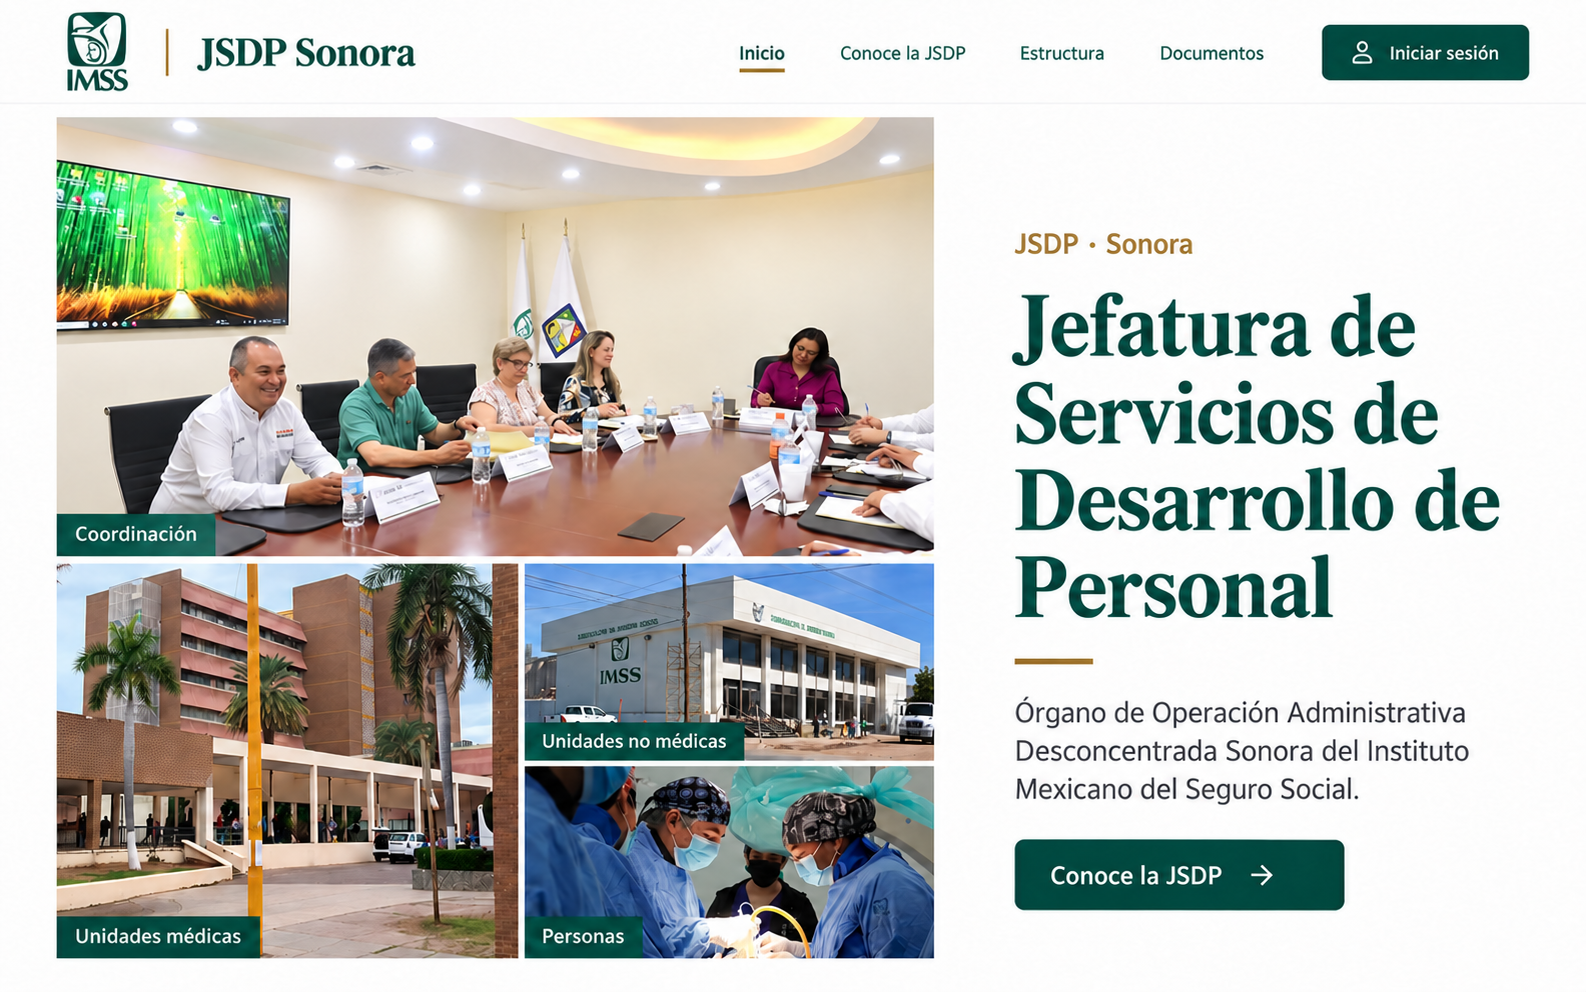 IMSS
JSDP Sonora
Inicio
Conoce la JSDP
Estructura
Documentos
Iniciar sesión
Coordinación
IMSS
Unidades no médicas
Unidades médicas
Personas
JSDP · Sonora
Jefatura de
Servicios de
Desarrollo de
Personal
Órgano de Operación Administrativa
Desconcentrada Sonora del Instituto
Mexicano del Seguro Social.
Conoce la JSDP →